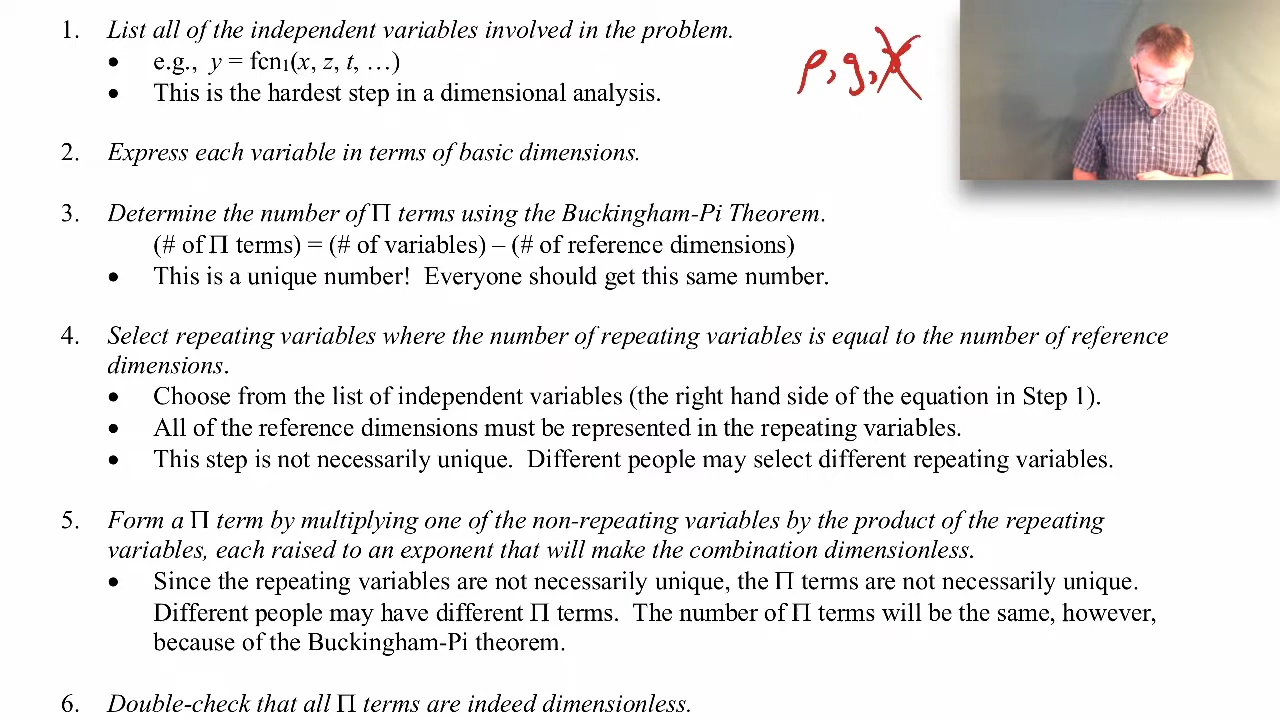 1. List all of the independent variables involved in the problem.
• e.g., y = fcn₁(x, z, t, …)
• This is the hardest step in a dimensional analysis.
ρ, g,
2. Express each variable in terms of basic dimensions.
3. Determine the number of Π terms using the Buckingham-Pi Theorem.
(# of Π terms) = (# of variables) – (# of reference dimensions)
• This is a unique number! Everyone should get this same number.
4. Select repeating variables where the number of repeating variables is equal to the number of reference
dimensions.
• Choose from the list of independent variables (the right hand side of the equation in Step 1).
• All of the reference dimensions must be represented in the repeating variables.
• This step is not necessarily unique. Different people may select different repeating variables.
5. Form a Π term by multiplying one of the non-repeating variables by the product of the repeating
variables, each raised to an exponent that will make the combination dimensionless.
• Since the repeating variables are not necessarily unique, the Π terms are not necessarily unique.
Different people may have different Π terms. The number of Π terms will be the same, however,
because of the Buckingham-Pi theorem.
6. Double-check that all Π terms are indeed dimensionless.